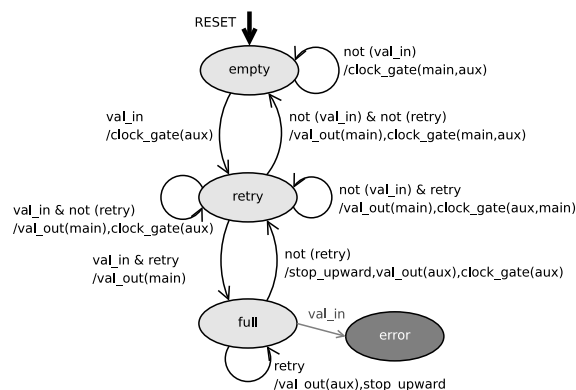 RESET
empty
not (val_in)
/clock_gate(main,aux)
val_in
/clock_gate(aux)
not (val_in) & not (retry)
/val_out(main),clock_gate(main,aux)
retry
not (val_in) & retry
/val_out(main),clock_gate(aux,main)
val_in & not (retry)
/val_out(main),clock_gate(aux)
val_in & retry
/val_out(main)
not (retry)
/stop_upward,val_out(aux),clock_gate(aux)
full
val_in
error
retry
/val_out(aux),stop_upward